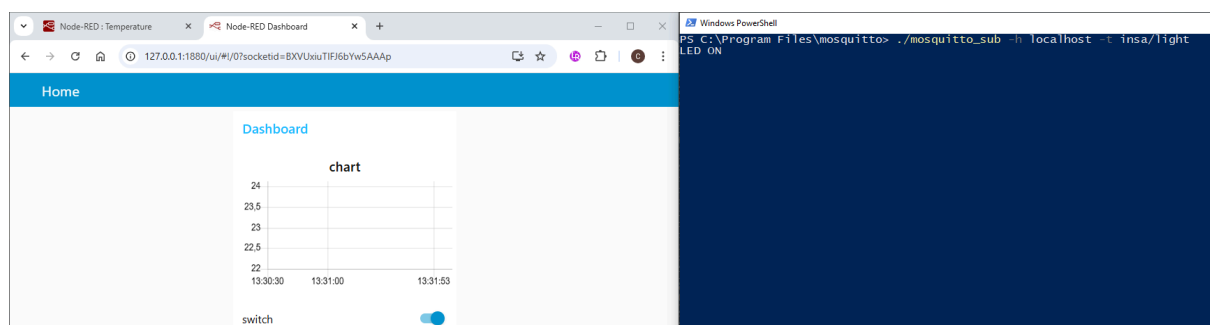 Node-RED : Temperature
Node-RED Dashboard
127.0.0.1:1880/ui/#!/0?socketid=BXVUxiuTIFJ6bYw5AAAp
Home
Dashboard
chart
24
23,5
23
22,5
22
13:30:30 13:31:00 13:31:53
switch
Windows PowerShell
PS C:\Program Files\mosquitto> ./mosquitto_sub -h localhost -t insa/light
LED ON